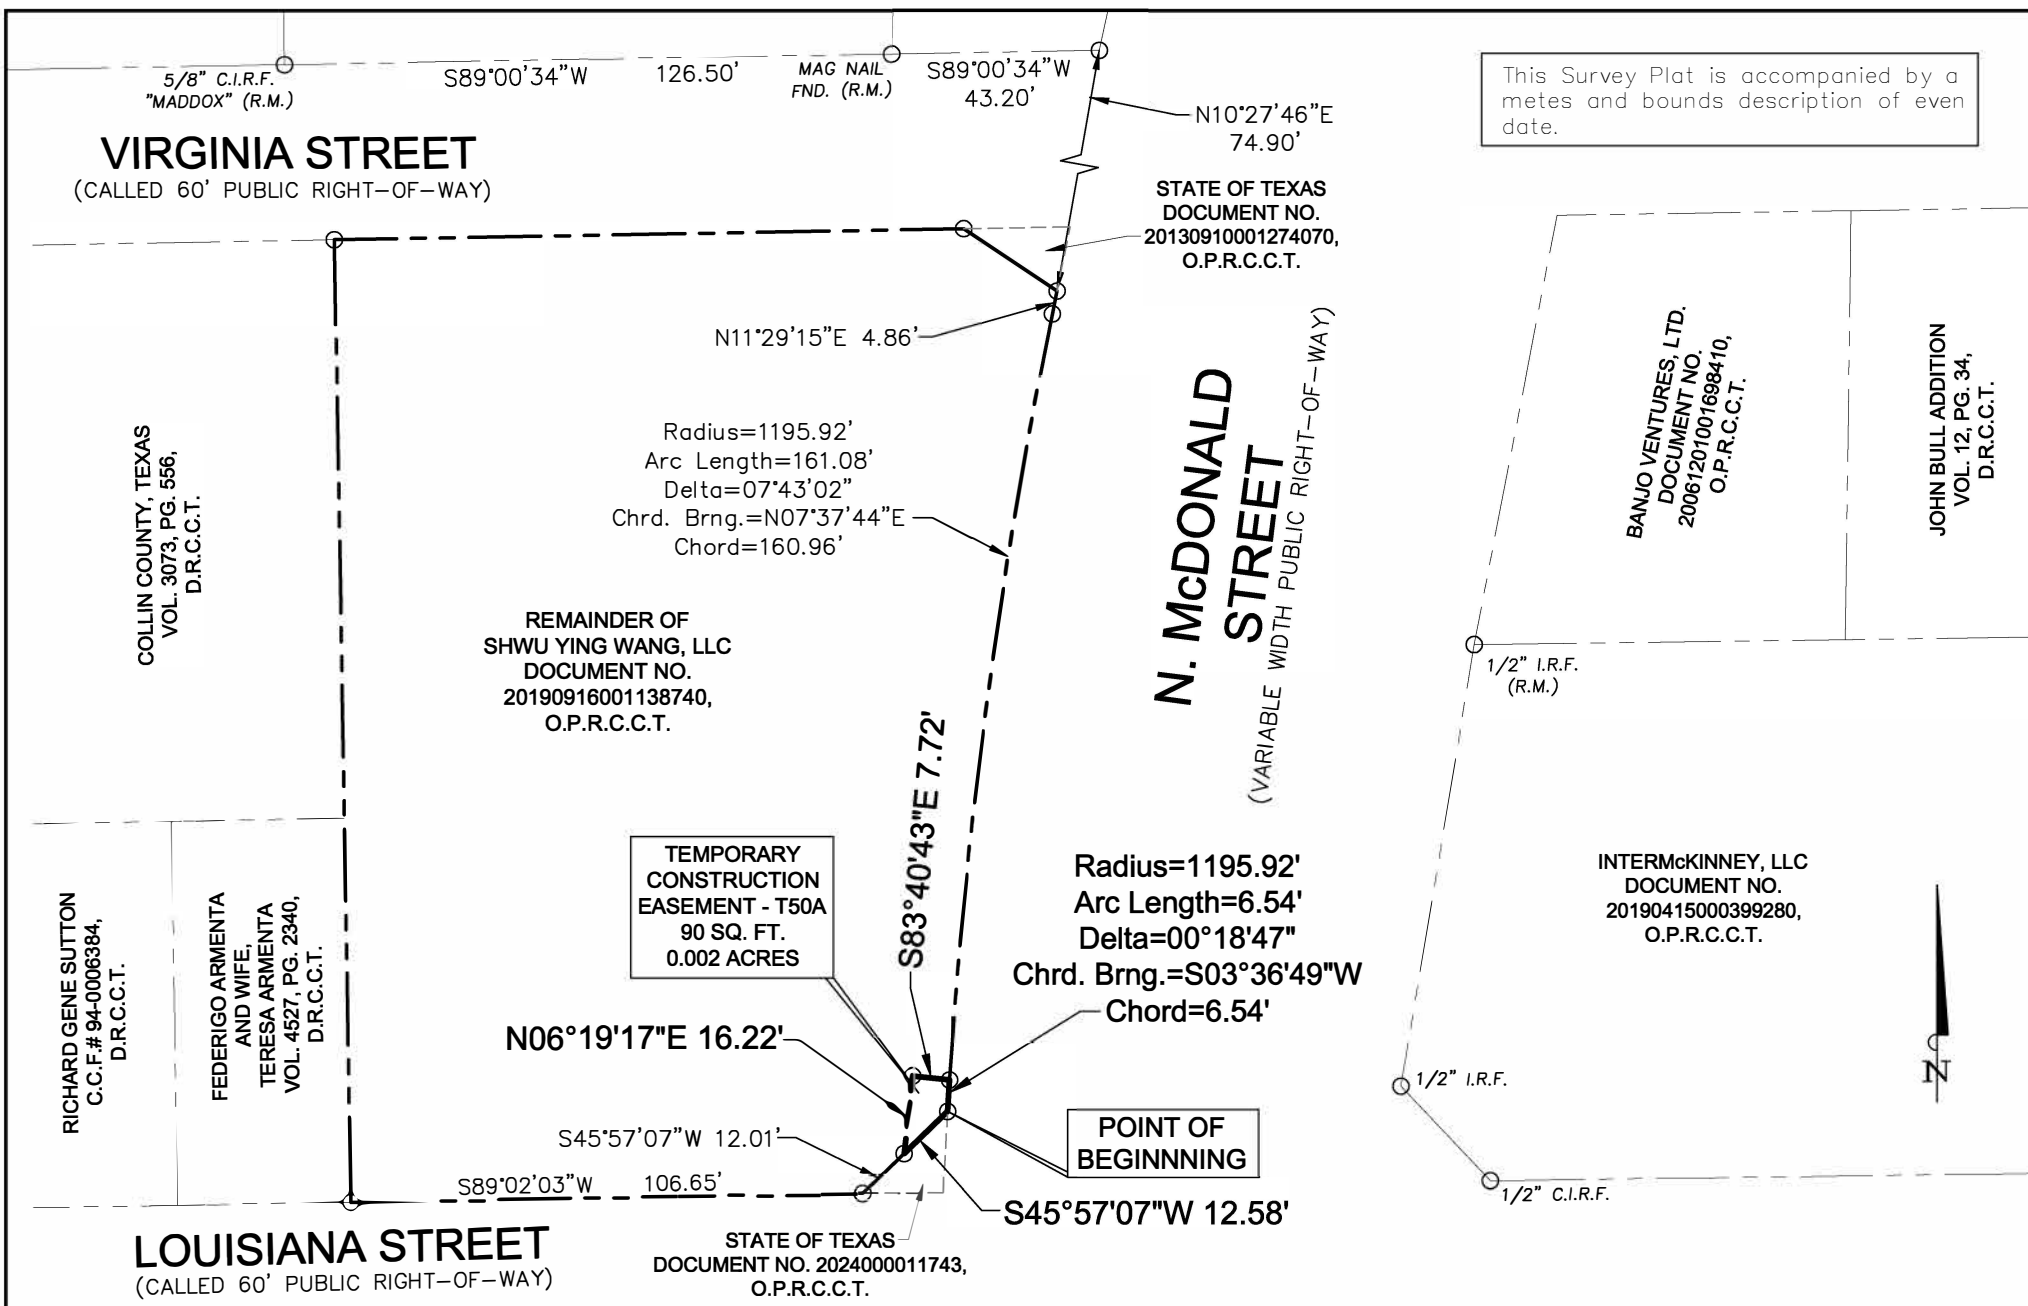 5/8" C.I.R.F.
"MADDOX" (R.M.)
S89°00'34"W 126.50'
MAG NAIL
FND. (R.M.)
S89°00'34"W
43.20'
N10°27'46"E
74.90'
This Survey Plat is accompanied by a
metes and bounds description of even
date.
VIRGINIA STREET
(CALLED 60' PUBLIC RIGHT-OF-WAY)
STATE OF TEXAS
DOCUMENT NO.
20130910001274070,
O.P.R.C.C.T.
N11°29'15"E 4.86'
Radius=1195.92'
Arc Length=161.08'
Delta=07°43'02"
Chrd. Brng.=N07°37'44"E
Chord=160.96'
COLLIN COUNTY, TEXAS
VOL. 3073, PG. 556,
D.R.C.C.T.
REMAINDER OF
SHWU YING WANG, LLC
DOCUMENT NO.
20190916001138740,
O.P.R.C.C.T.
N. McDONALD
STREET
(VARIABLE WIDTH PUBLIC RIGHT-OF-WAY)
BANJO VENTURES, LTD.
DOCUMENT NO.
20061201001698410,
O.P.R.C.C.T.
JOHN BULL ADDITION
VOL. 12, PG. 34,
D.R.C.C.T.
1/2" I.R.F.
(R.M.)
S83°40'43"E 7.72'
TEMPORARY
CONSTRUCTION
EASEMENT - T50A
90 SQ. FT.
0.002 ACRES
Radius=1195.92'
Arc Length=6.54'
Delta=00°18'47"
Chrd. Brng.=S03°36'49"W
Chord=6.54'
INTERMcKINNEY, LLC
DOCUMENT NO.
20190415000399280,
O.P.R.C.C.T.
RICHARD GENE SUTTON
C.C.F.# 94-0006384,
D.R.C.C.T.
FEDERIGO ARMENTA
AND WIFE,
TERESA ARMENTA
VOL. 4527, PG. 2340,
D.R.C.C.T.
N06°19'17"E 16.22'
N
1/2" I.R.F.
S45°57'07"W 12.01'
POINT OF
BEGINNNING
S89°02'03"W 106.65'
1/2" C.I.R.F.
S45°57'07"W 12.58'
LOUISIANA STREET
(CALLED 60' PUBLIC RIGHT-OF-WAY)
STATE OF TEXAS
DOCUMENT NO. 2024000011743,
O.P.R.C.C.T.